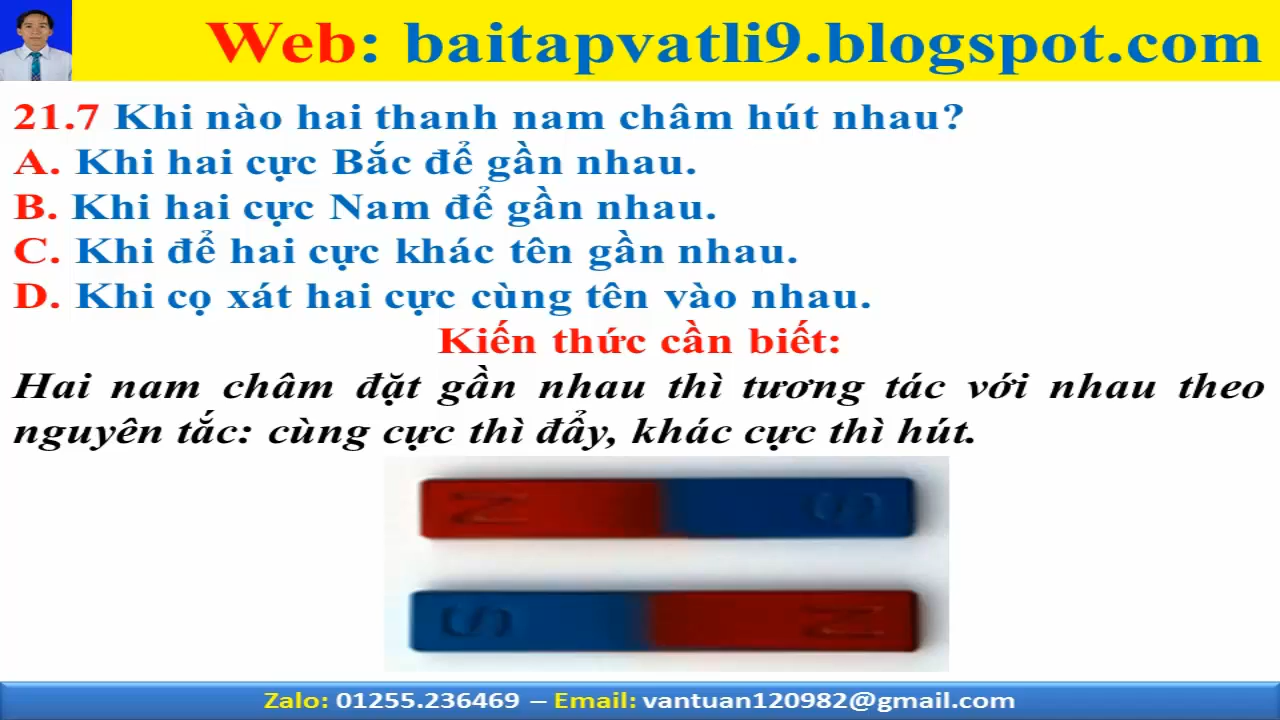 Web: baitapvatli9.blogspot.com
21.7 Khi nào hai thanh nam châm hút nhau?
A. Khi hai cực Bắc để gần nhau.
B. Khi hai cực Nam để gần nhau.
C. Khi để hai cực khác tên gần nhau.
D. Khi cọ xát hai cực cùng tên vào nhau.
Kiến thức cần biết:
Hai nam châm đặt gần nhau thì tương tác với nhau theo
nguyên tắc: cùng cực thì đẩy, khác cực thì hút.
N S
S N
Zalo: 01255.236469 – Email: vantuan120982@gmail.com